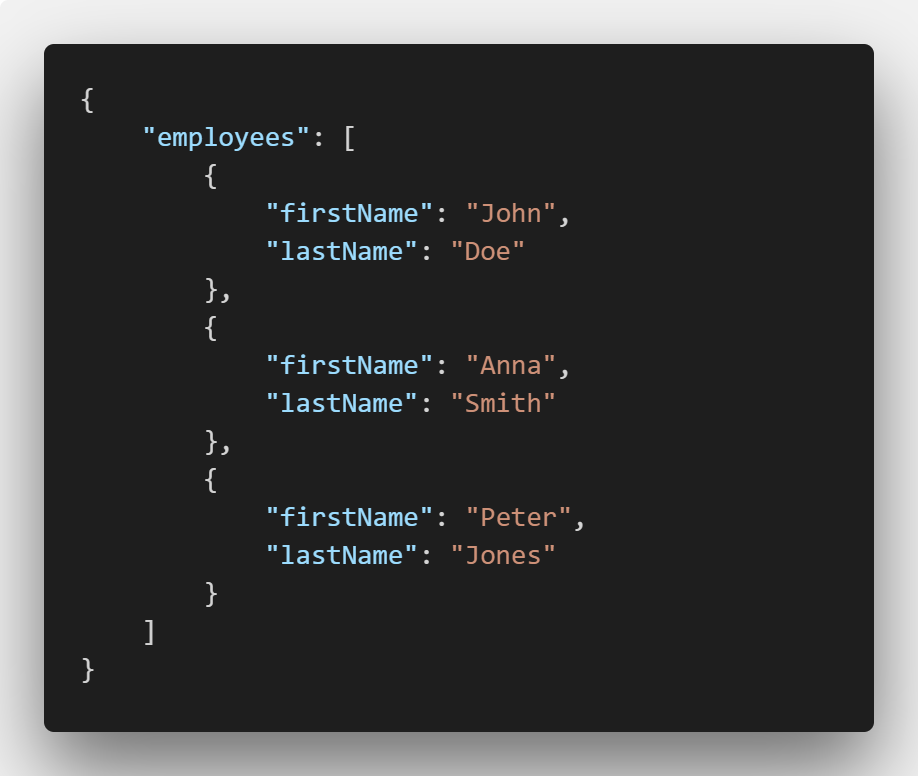 {
    "employees": [
        {
            "firstName": "John",
            "lastName": "Doe"
        },
        {
            "firstName": "Anna",
            "lastName": "Smith"
        },
        {
            "firstName": "Peter",
            "lastName": "Jones"
        }
    ]
}